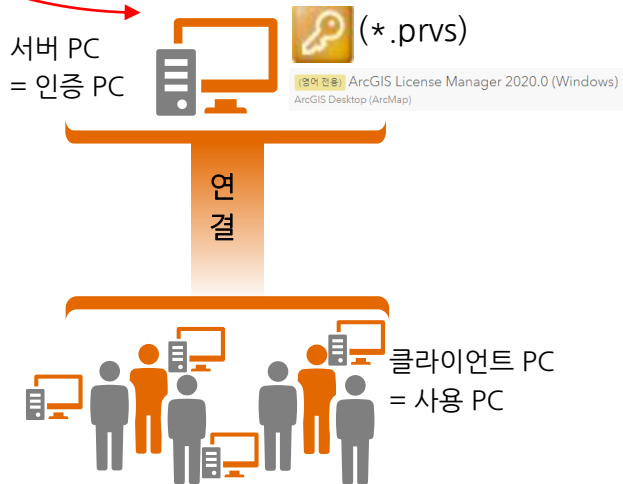 서버 PC
= 인증 PC
(*.prvs)
(영어 전용) ArcGIS License Manager 2020.0 (Windows)
ArcGIS Desktop (ArcMap)
연
결
클라이언트 PC
= 사용 PC